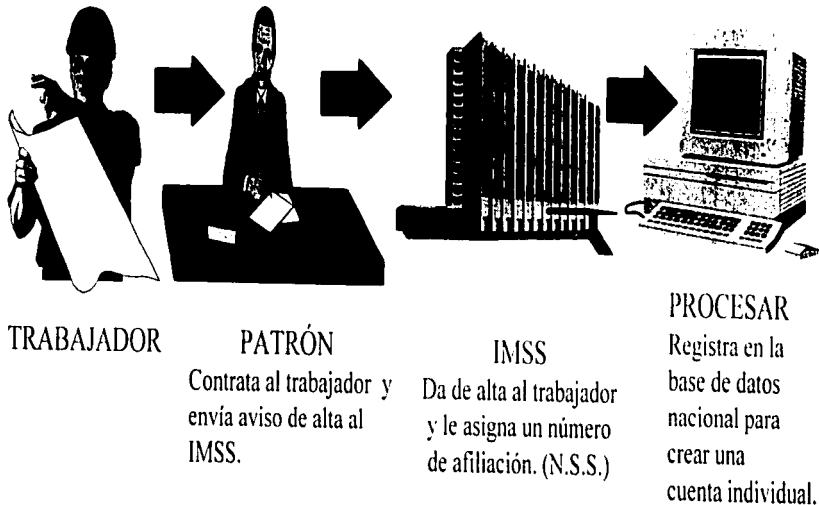 TRABAJADOR
PATRÓN
Contrata al trabajador y
envía aviso de alta al
IMSS.
IMSS
Da de alta al trabajador
y le asigna un número
de afiliación. (N.S.S.)
PROCESAR
Registra en la
base de datos
nacional para
crear una
cuenta individual.